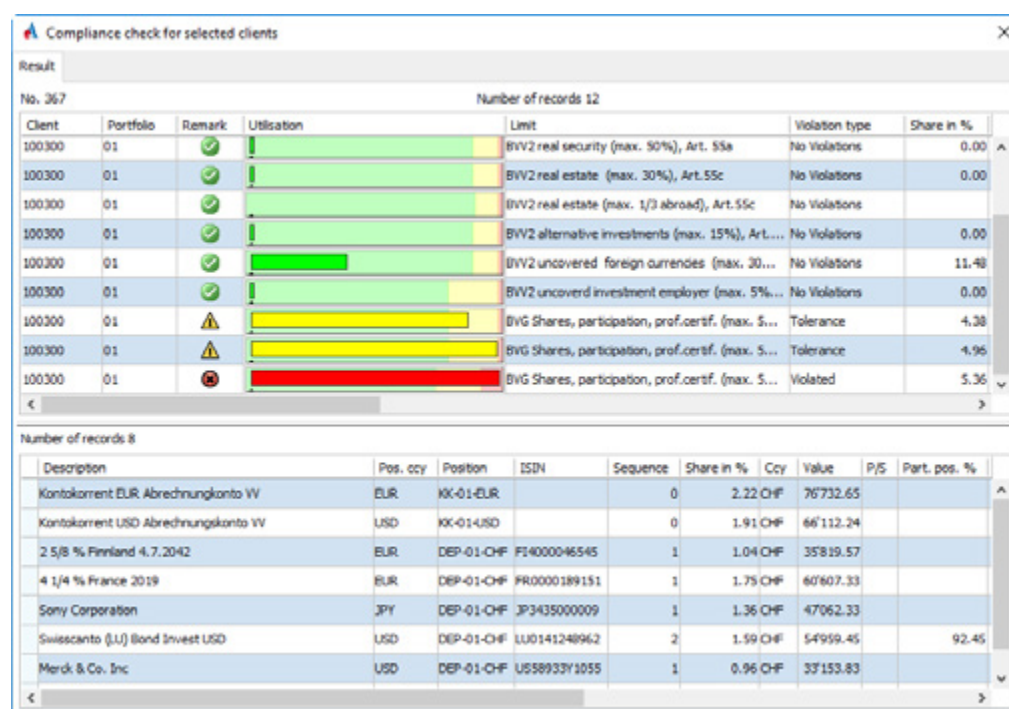 Compliance check for selected clients
Result
No. 367 Number of records 12
Client Portfolio Remark Utilisation Limit Violation type Share in %
100300 01 BVV2 real security (max. 50%), Art. 55a No Violations 0.00
100300 01 BVV2 real estate (max. 30%), Art.55c No Violations 0.00
100300 01 BVV2 real estate (max. 1/3 abroad), Art.55c No Violations
100300 01 BVV2 alternative investments (max. 15%), Art.... No Violations 0.00
100300 01 BVV2 uncovered foreign currencies (max. 30... No Violations 11.48
100300 01 BVV2 uncoverd investment employer (max. 5%... No Violations 0.00
100300 01 BVG Shares, participation, prof.certif. (max. 5... Tolerance 4.38
100300 01 BVG Shares, participation, prof.certif. (max. 5... Tolerance 4.96
100300 01 BVG Shares, participation, prof.certif. (max. 5... Violated 5.36
Number of records 8
Description Pos. ccy Position ISIN Sequence Share in % Ccy Value P/S Part. pos. %
Kontokorrent EUR Abrechnungkonto VV EUR KK-01-EUR 0 2.22 CHF 76'732.65
Kontokorrent USD Abrechnungskonto VV USD KK-01-USD 0 1.91 CHF 66'112.24
2 5/8 % Finnland 4.7.2042 EUR DEP-01-CHF FI4000046545 1 1.04 CHF 35'819.57
4 1/4 % France 2019 EUR DEP-01-CHF FR0000189151 1 1.75 CHF 60'607.33
Sony Corporation JPY DEP-01-CHF JP3435000009 1 1.36 CHF 47'062.33
Swisscanto (LU) Bond Invest USD USD DEP-01-CHF LU0141248962 2 1.59 CHF 54'959.45 92.45
Merck & Co. Inc USD DEP-01-CHF US58933Y1055 1 0.96 CHF 33'153.83